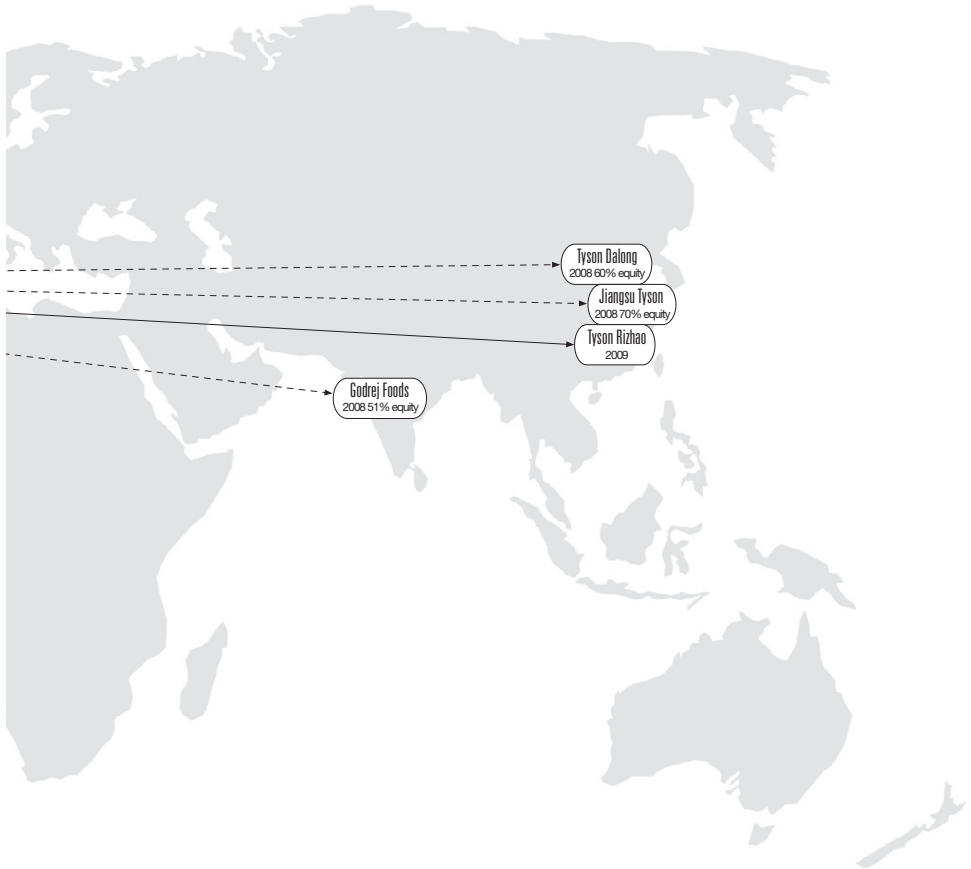 Tyson Dalong
2008 60% equity
Jiangsu Tyson
2008 70% equity
Tyson Rizhao
2009
Godrej Foods
2008 51% equity